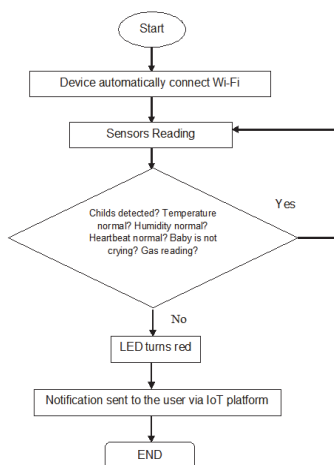 Start
Device automatically connect Wi-Fi
Sensors Reading
Childs detected? Temperature
normal? Humidity normal?
Heartbeat normal? Baby is not
crying? Gas reading?
Yes
No
LED turns red
Notification sent to the user via IoT platform
END